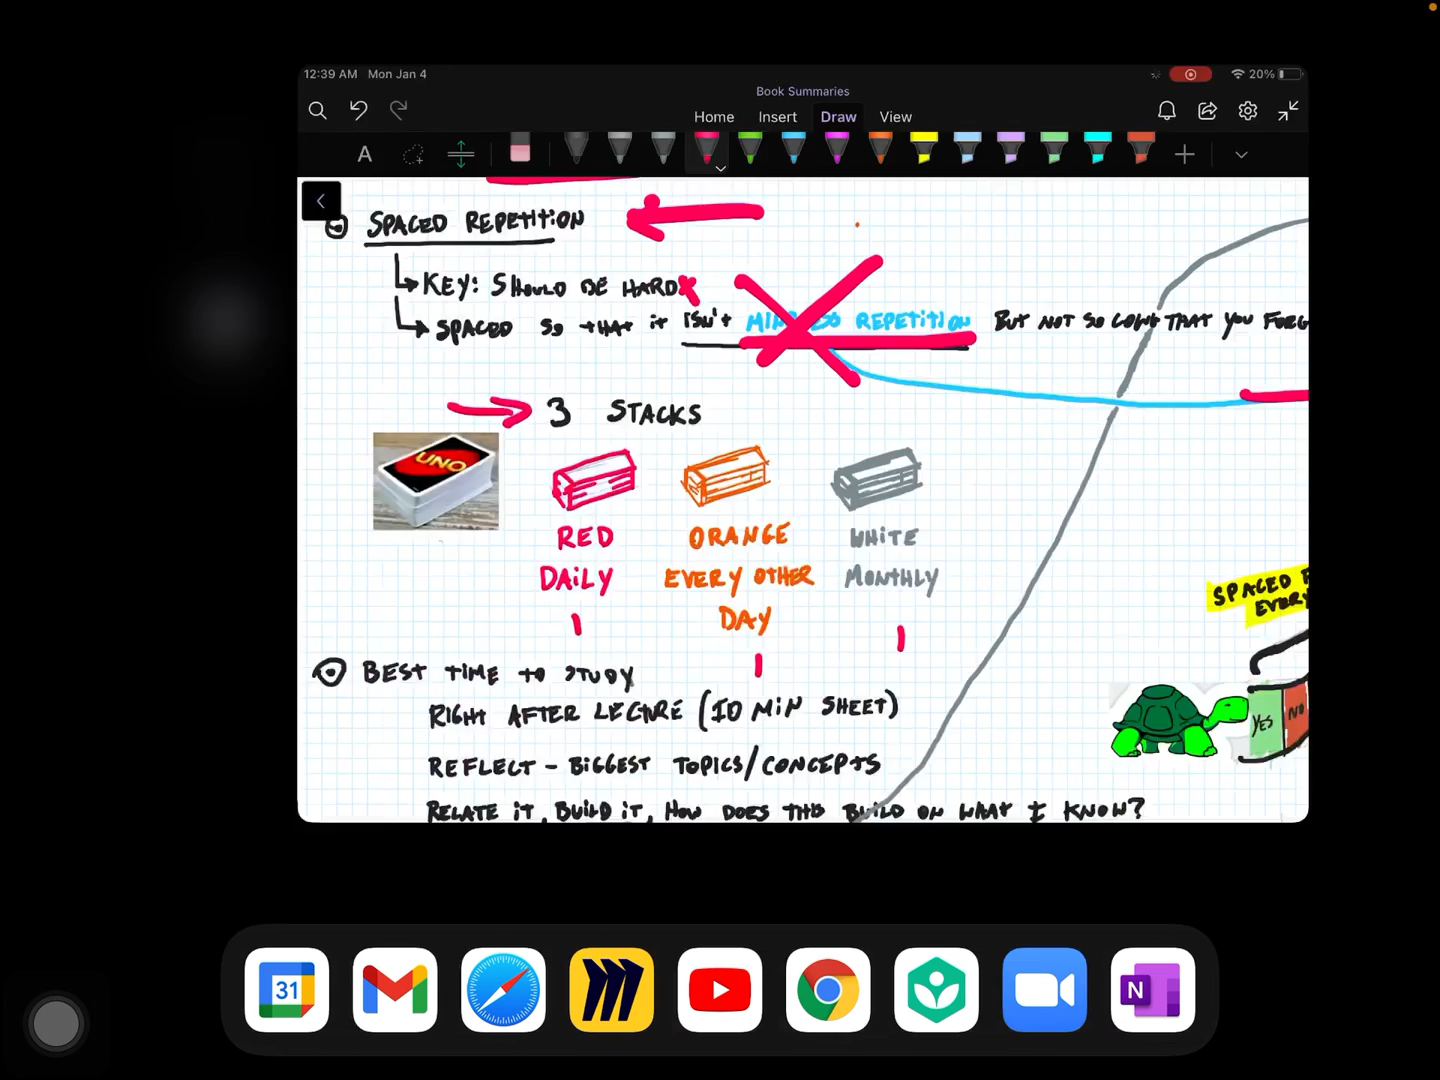 12:39 AM Mon Jan 4
20%
Book Summaries
Home Insert Draw View
A
SPACED REPETITION
KEY: SHOULD BE HARD
SPACED SO THAT IT ISN'T REPETITION BUT NOT SO LONG THAT YOU FORG
3 STACKS
UNO
RED ORANGE WHITE
DAILY EVERY OTHER MONTHLY
DAY
SPACED
EVERY
BEST TIME TO STUDY
RIGHT AFTER LECTURE (10 MIN SHEET)
YES NO
REFLECT - BIGGEST TOPICS/CONCEPTS
RELATE IT, BUILD IT, HOW DOES THIS BUILD ON WHAT I KNOW?
31
N